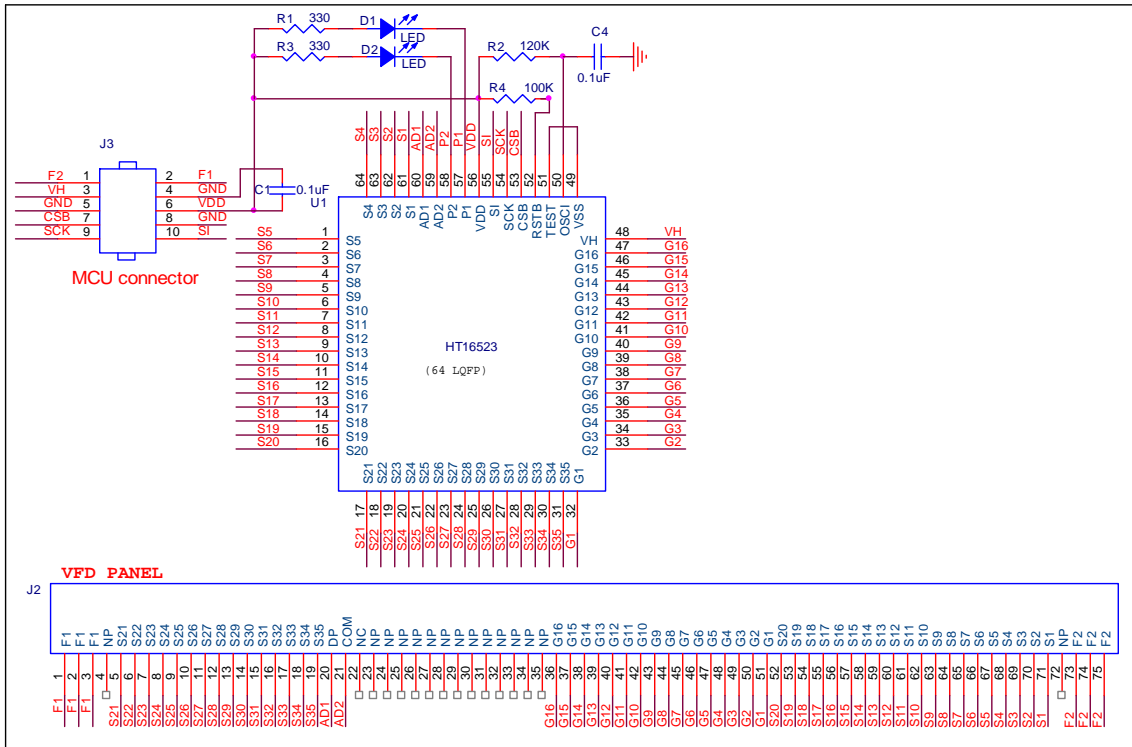 R1 330 D1
LED
R3 330 D2
LED
R2 120K
C4
0.1uF
R4 100K
S4 S3 S2 S1 AD1 AD2 P2 P1 VDD SI SCK CSB
64 63 62 61 60 59 58 57 56 55 54 53 52 51 50 49
S4 S3 S2 S1 AD1 AD2 P2 P1 VDD SI SCK CSB RSTB TEST OSCI VSS
J3
F2 1 2 F1
VH 3 4 GND
GND 5 6 VDD
CSB 7 8 GND
SCK 9 10 SI
MCU connector
C1 0.1uF
U1
S5 1 S5
S6 2 S6
S7 3 S7
S8 4 S8
S9 5 S9
S10 6 S10
S11 7 S11
S12 8 S12
S13 9 S13
S14 10 S14
S15 11 S15
S16 12 S16
S17 13 S17
S18 14 S18
S19 15 S19
S20 16 S20
HT16523
(64 LQFP)
VH 48 VH
G16 47 G16
G15 46 G15
G14 45 G14
G13 44 G13
G12 43 G12
G11 42 G11
G10 41 G10
G9 40 G9
G8 39 G8
G7 38 G7
G6 37 G6
G5 36 G5
G4 35 G4
G3 34 G3
G2 33 G2
S21 S22 S23 S24 S25 S26 S27 S28 S29 S30 S31 S32 S33 S34 S35 G1
17 18 19 20 21 22 23 24 25 26 27 28 29 30 31 32
S21 S22 S23 S24 S25 S26 S27 S28 S29 S30 S31 S32 S33 S34 S35 G1
VFD PANEL
J2
F1 F1 F1 NP S21 S22 S23 S24 S25 S26 S27 S28 S29 S30 S31 S32 S33 S34 S35 DP COM NC NP NP NP NP NP NP NP NP NP NP NP NP NP G16 G15 G14 G13 G12 G11 G10 G9 G8 G7 G6 G5 G4 G3 G2 G1 S20 S19 S18 S17 S16 S15 S14 S13 S12 S11 S10 S9 S8 S7 S6 S5 S4 S3 S2 S1 NP F2 F2 F2
1 2 3 4 5 6 7 8 9 10 11 12 13 14 15 16 17 18 19 20 21 22 23 24 25 26 27 28 29 30 31 32 33 34 35 36 37 38 39 40 41 42 43 44 45 46 47 48 49 50 51 52 53 54 55 56 57 58 59 60 61 62 63 64 65 66 67 68 69 70 71 72 73 74 75
F1 F1 F1 S21 S22 S23 S24 S25 S26 S27 S28 S29 S30 S31 S32 S33 S34 S35 AD1 AD2 G16 G15 G14 G13 G12 G11 G10 G9 G8 G7 G6 G5 G4 G3 G2 G1 S20 S19 S18 S17 S16 S15 S14 S13 S12 S11 S10 S9 S8 S7 S6 S5 S4 S3 S2 S1 F2 F2 F2